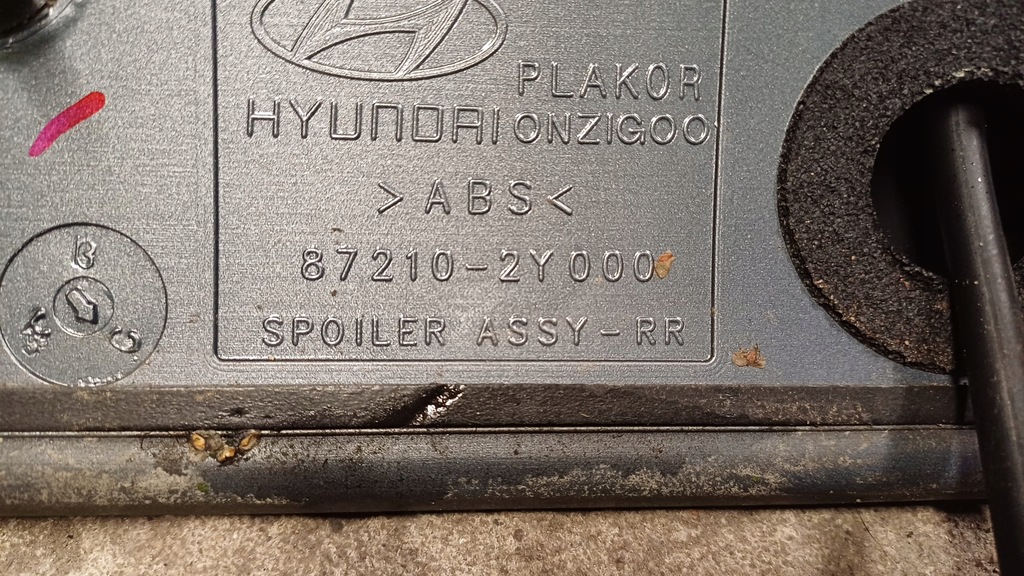 PLAKOR
HYUNDAI ONZIGOO
>ABS<
87210-2Y000
SPOILER ASSY-RR
B
C